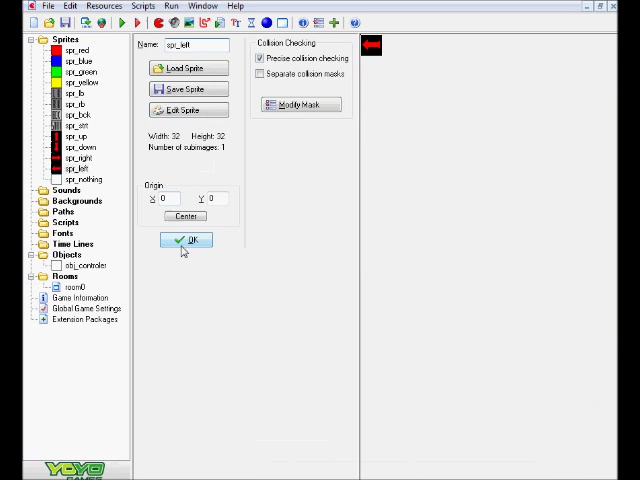 File Edit Resources Scripts Run Window Help
Sprites
spr_red
spr_blue
spr_green
spr_yellow
spr_lb
spr_rb
spr_bck
spr_strt
spr_up
spr_down
spr_right
spr_left
spr_nothing
Sounds
Backgrounds
Paths
Scripts
Fonts
Time Lines
Objects
obj_controler
Rooms
room0
Game Information
Global Game Settings
Extension Packages
YOYO
GAMES
Name: spr_left
Load Sprite
Save Sprite
Edit Sprite
Width: 32 Height: 32
Number of subimages: 1
Origin
X 0 Y 0
Center
OK
Collision Checking
Precise collision checking
Separate collision masks
Modify Mask